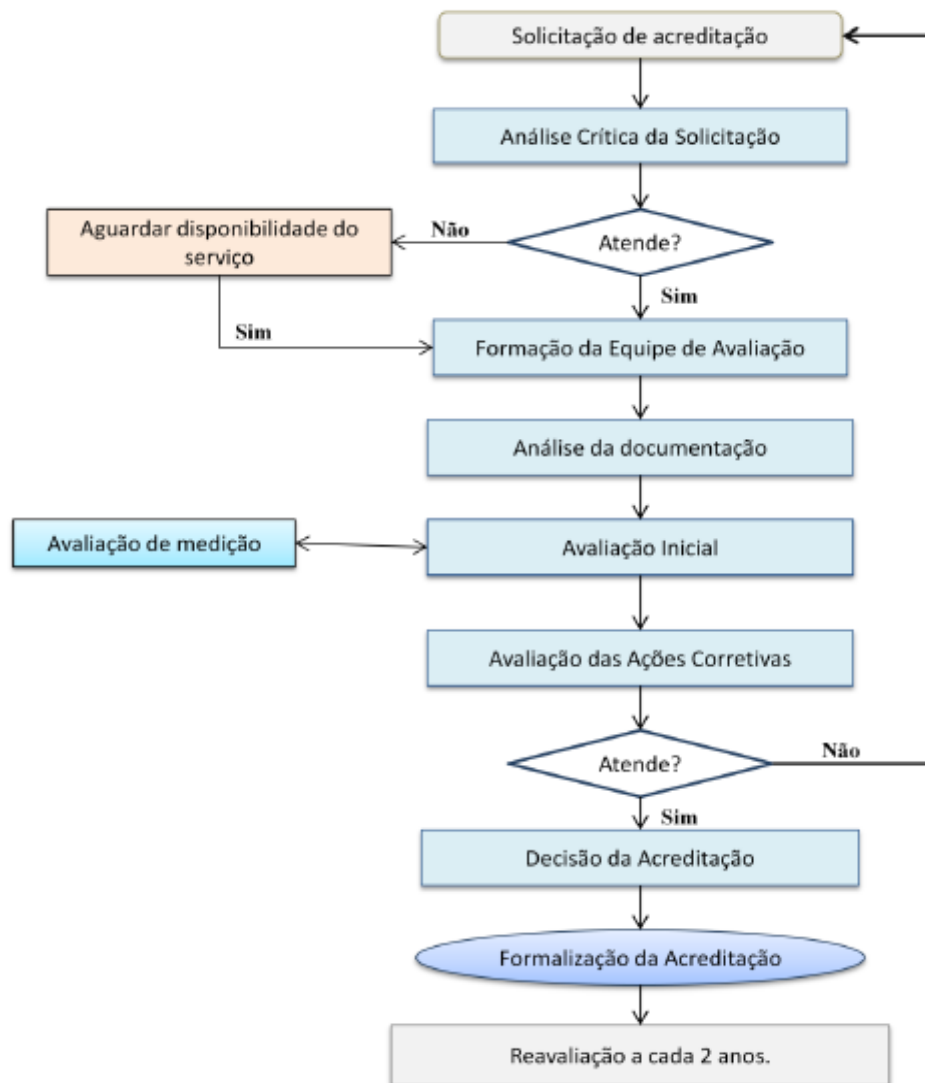 Solicitação de acreditação
Análise Crítica da Solicitação
Aguardar disponibilidade do
serviço
Não
Atende?
Sim
Sim
Formação da Equipe de Avaliação
Análise da documentação
Avaliação de medição
Avaliação Inicial
Avaliação das Ações Corretivas
Atende?
Não
Sim
Decisão da Acreditação
Formalização da Acreditação
Reavaliação a cada 2 anos.